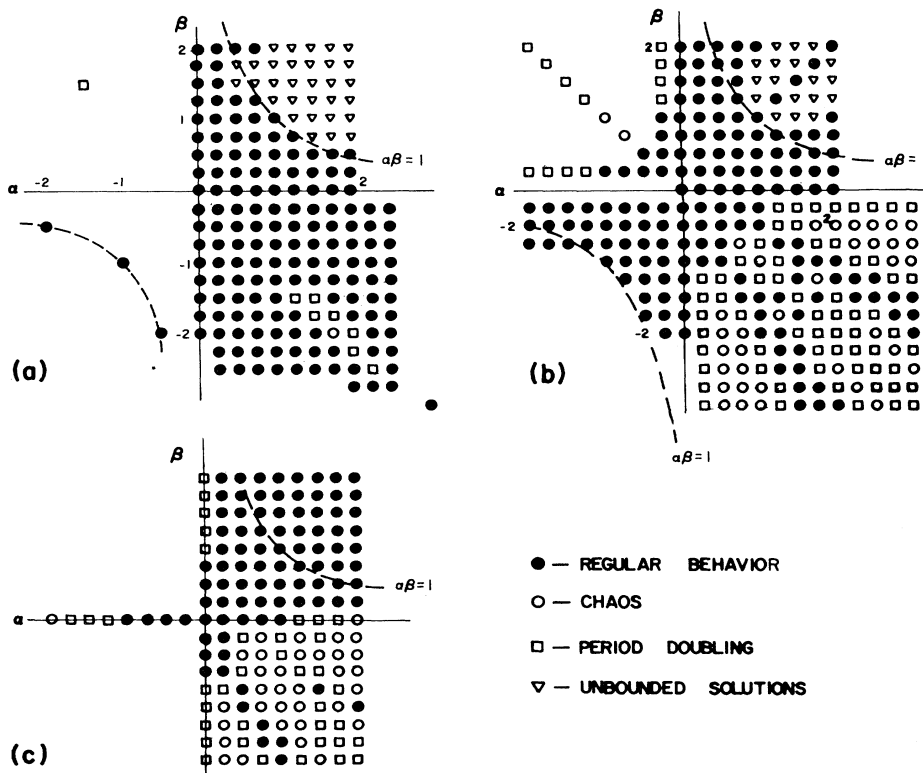 (a)
β
2
1
αβ=1
α
-2
-1
2
-1
-2
(b)
β
2
αβ=
-2
2
-2
αβ=1
(c)
β
αβ=1
α
● — REGULAR BEHAVIOR
○ — CHAOS
□ — PERIOD DOUBLING
▽ — UNBOUNDED SOLUTIONS